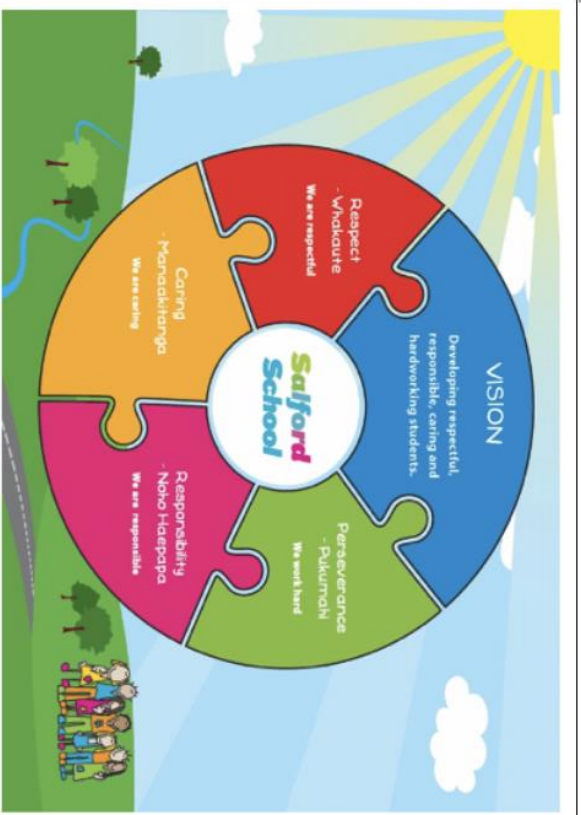 VISION
Developing respectful,
responsible, caring and
hardworking students.
Respect
- Whakaute
We are respectful
Perseverance
- Pukumahi
We work hard
Salford
School
Caring
- Manaakitanga
We are caring
Responsibility
- Noho Haepapa
We are responsible